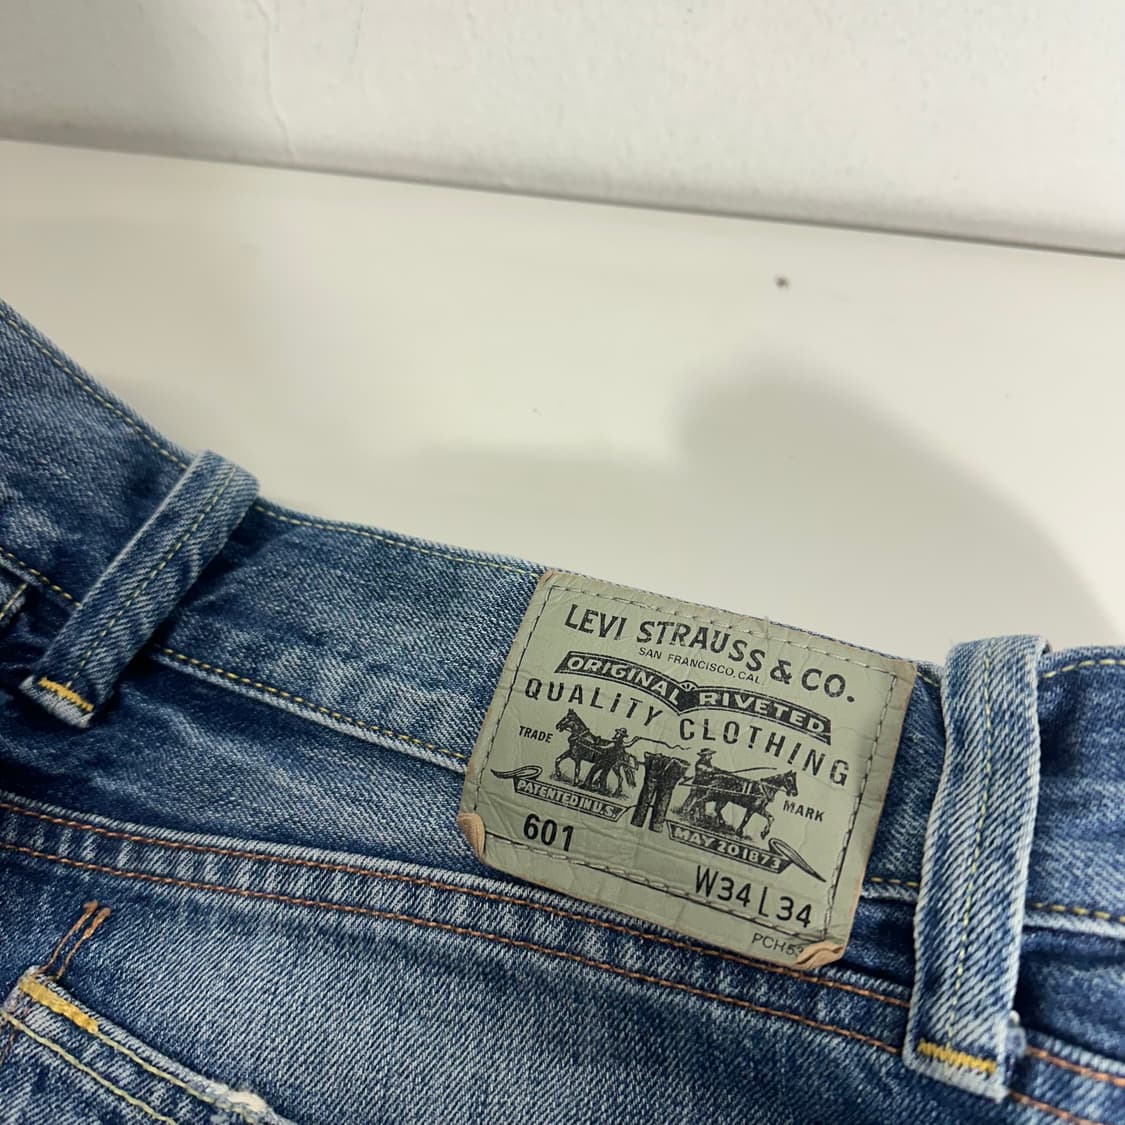 LEVI STRAUSS & CO.
SAN FRANCISCO, CAL.
ORIGINAL RIVETED
QUALITY CLOTHING
TRADE MARK
PATENTED IN U.S. MAY 20 1873
601
W34 L34